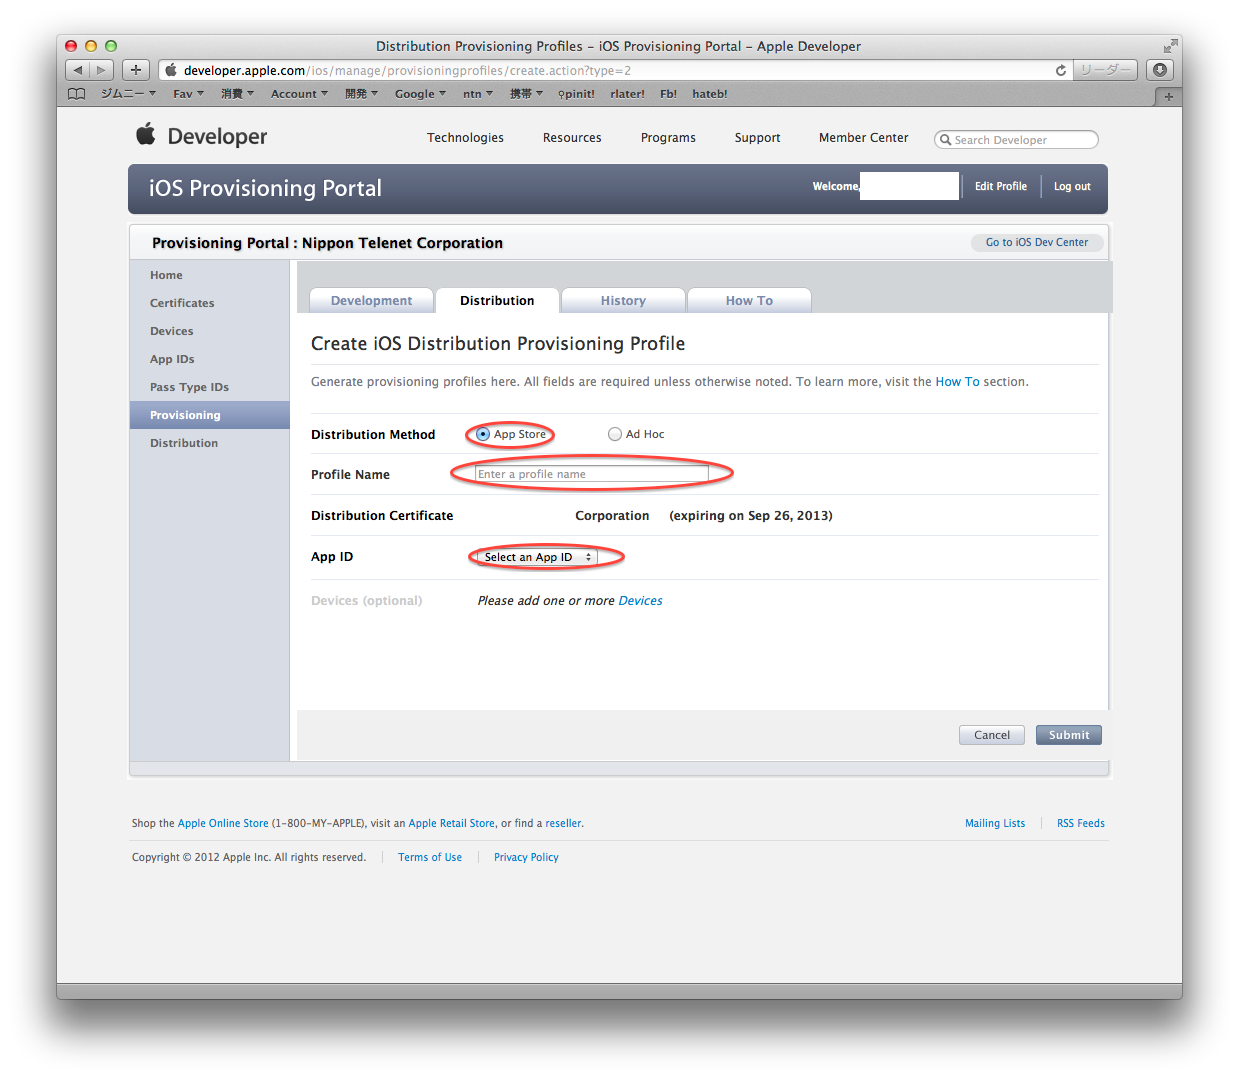 Distribution Provisioning Profiles – iOS Provisioning Portal – Apple Developer
developer.apple.com/ios/manage/provisioningprofiles/create.action?type=2
リーダー
ジムニー Fav 消費 Account 開発 Google ntn 携帯 pinit! rlater! Fb! hateb!
Developer
Technologies Resources Programs Support Member Center Search Developer
iOS Provisioning Portal
Welcome, Edit Profile Log out
Provisioning Portal : Nippon Telenet Corporation
Go to iOS Dev Center
Home
Certificates
Devices
App IDs
Pass Type IDs
Provisioning
Distribution
Development Distribution History How To
Create iOS Distribution Provisioning Profile
Generate provisioning profiles here. All fields are required unless otherwise noted. To learn more, visit the How To section.
Distribution Method App Store Ad Hoc
Profile Name Enter a profile name
Distribution Certificate Corporation (expiring on Sep 26, 2013)
App ID Select an App ID
Devices (optional) Please add one or more Devices
Cancel Submit
Shop the Apple Online Store (1-800-MY-APPLE), visit an Apple Retail Store, or find a reseller.
Mailing Lists RSS Feeds
Copyright © 2012 Apple Inc. All rights reserved. Terms of Use Privacy Policy